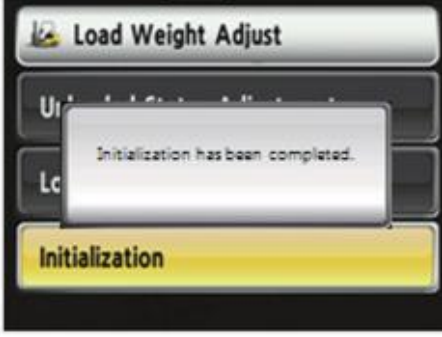 Load Weight Adjust
Initialization has been completed.
Initialization